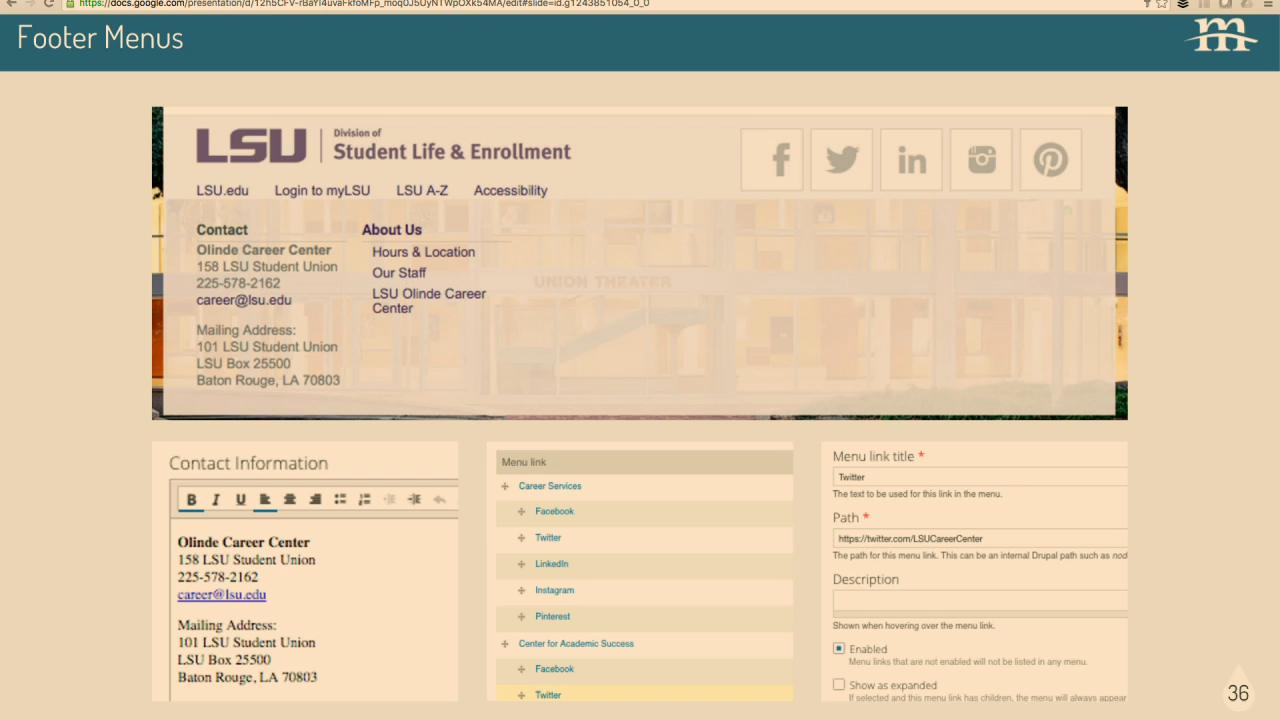 Footer Menus
m
LSU
Division of
Student Life & Enrollment
LSU.edu Login to myLSU LSU A-Z Accessibility
Contact
Olinde Career Center
158 LSU Student Union
225-578-2162
career@lsu.edu
Mailing Address:
101 LSU Student Union
LSU Box 25500
Baton Rouge, LA 70803
About Us
Hours & Location
Our Staff
LSU Olinde Career
Center
UNION THEATER
Contact Information
B I U
Olinde Career Center
158 LSU Student Union
225-578-2162
career@lsu.edu
Mailing Address:
101 LSU Student Union
LSU Box 25500
Baton Rouge, LA 70803
Menu link
Career Services
Facebook
Twitter
LinkedIn
Instagram
Pinterest
Center for Academic Success
Facebook
Twitter
Menu link title *
Twitter
The text to be used for this link in the menu.
Path *
https://twitter.com/LSUCareerCenter
The path for this menu link. This can be an internal Drupal path such as nod
Description
Shown when hovering over the menu link.
Enabled
Menu links that are not enabled will not be listed in any menu.
Show as expanded
If selected and this menu link has children, the menu will always appear
36